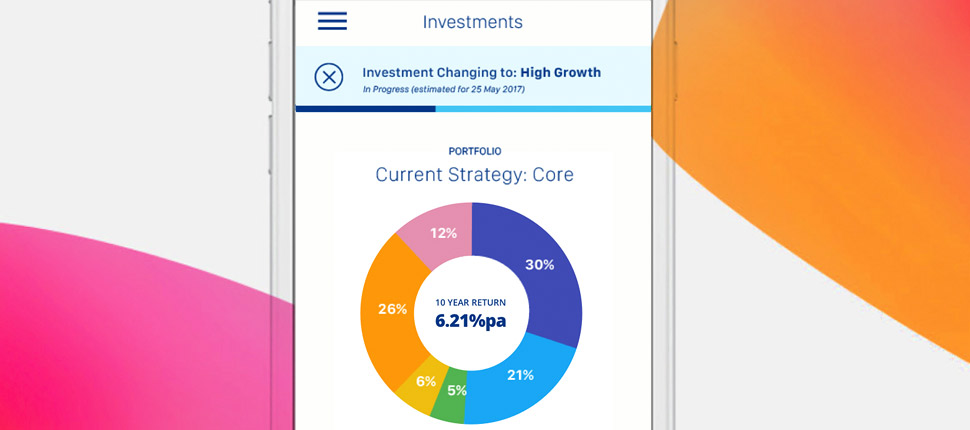 Investments
Investment Changing to: High Growth
In Progress (estimated for 25 May 2017)
PORTFOLIO
Current Strategy: Core
12%
30%
10 YEAR RETURN
26%
6.21%pa
21%
6%
5%